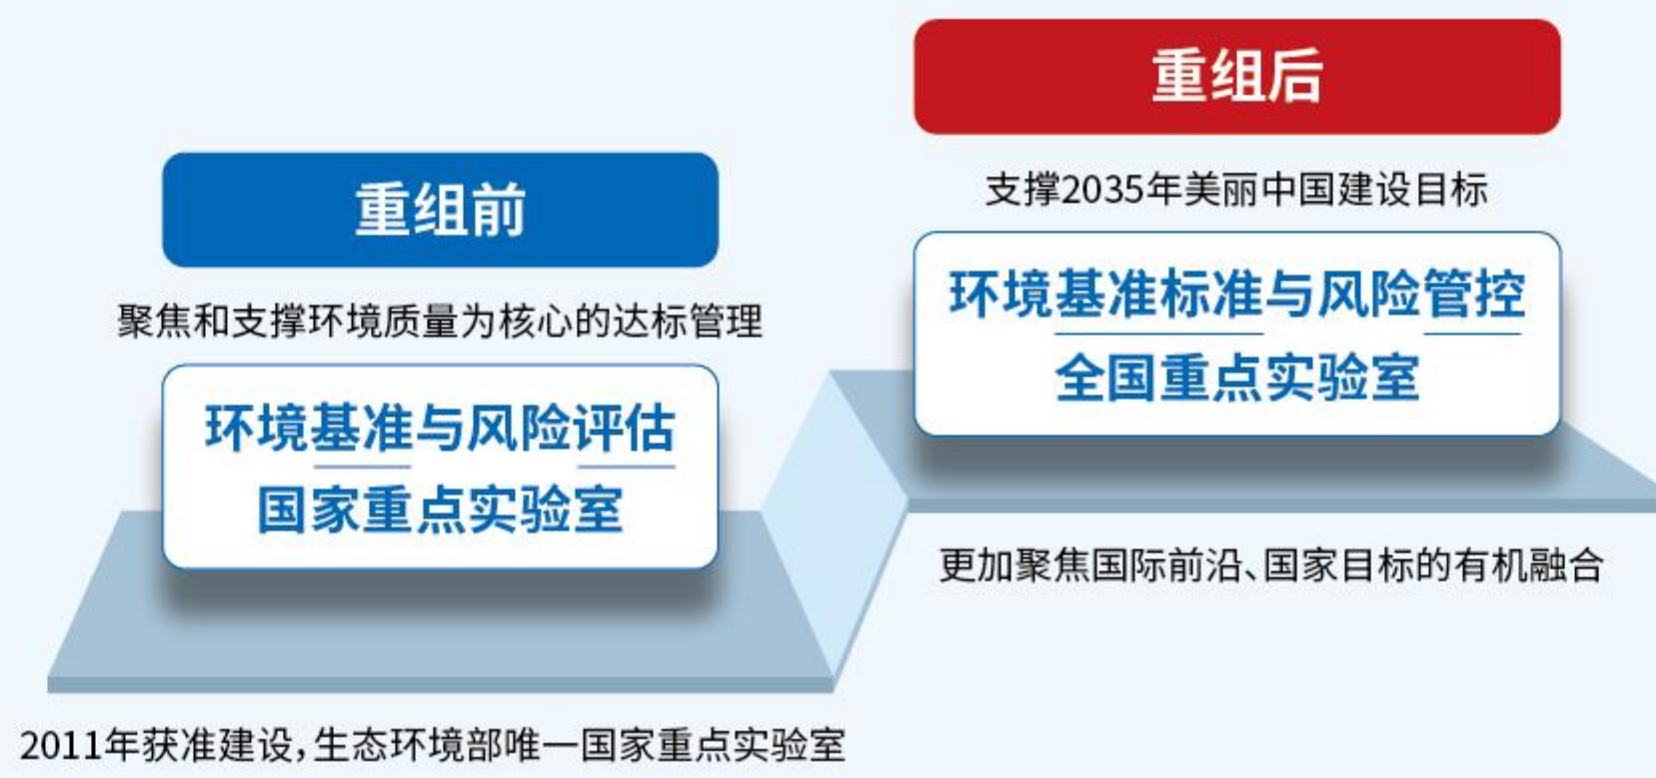 重组前
聚焦和支撑环境质量为核心的达标管理
环境基准与风险评估
国家重点实验室
2011年获准建设,生态环境部唯一国家重点实验室
重组后
支撑2035年美丽中国建设目标
环境基准标准与风险管控
全国重点实验室
更加聚焦国际前沿、国家目标的有机融合